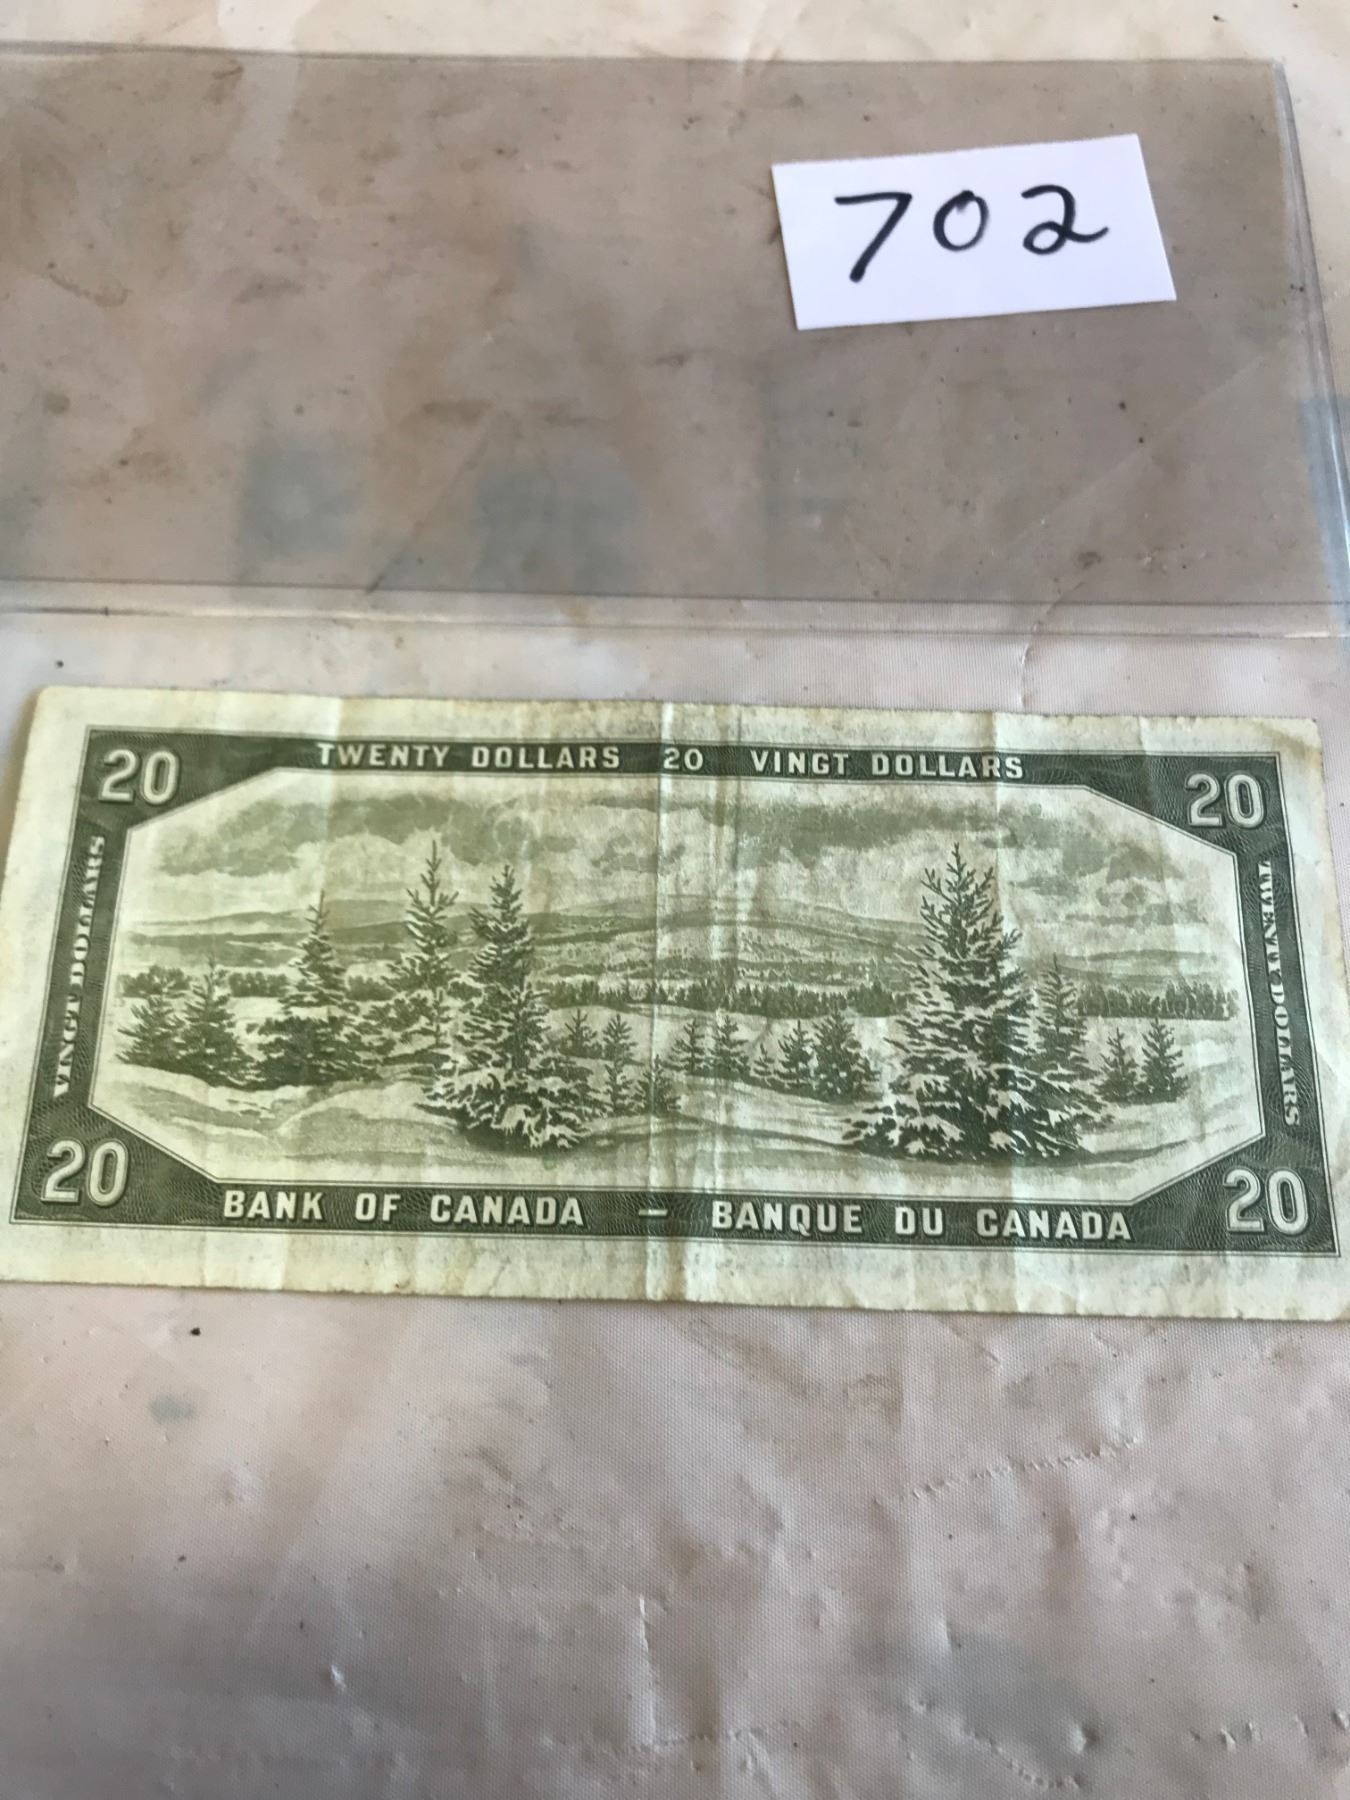 702
20 TWENTY DOLLARS 20 VINGT DOLLARS 20
VINGT DOLLARS
TWENTY DOLLARS
20 BANK OF CANADA — BANQUE DU CANADA 20